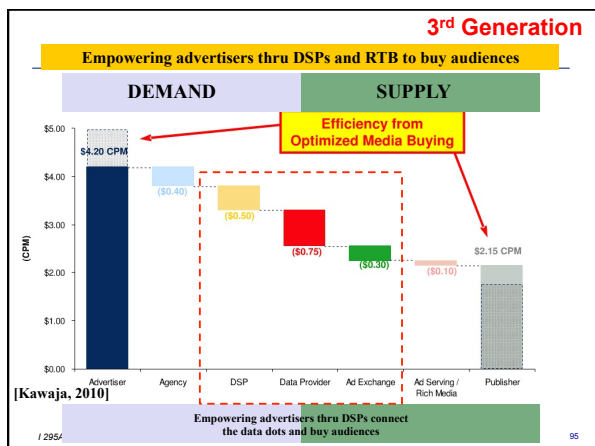 3rd Generation
Empowering advertisers thru DSPs and RTB to buy audiences
DEMAND SUPPLY
Efficiency from
Optimized Media Buying
$5.00
$4.20 CPM
$4.00
($0.40)
($0.50)
$3.00
(CPM)
($0.75)
$2.15 CPM
($0.30)
$2.00
($0.10)
$1.00
$0.00
Advertiser Agency DSP Data Provider Ad Exchange Ad Serving / Publisher
Rich Media
[Kawaja, 2010]
Empowering advertisers thru DSPs connect
the data dots and buy audiences
I 295A 95